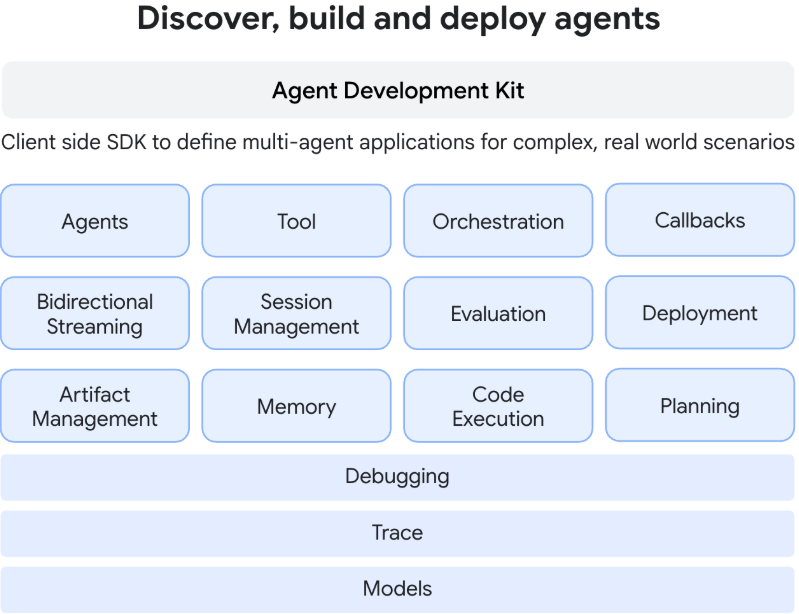 Discover, build and deploy agents
Agent Development Kit
Client side SDK to define multi-agent applications for complex, real world scenarios
Agents
Tool
Orchestration
Callbacks
Bidirectional
Streaming
Session
Management
Evaluation
Deployment
Artifact
Management
Memory
Code
Execution
Planning
Debugging
Trace
Models